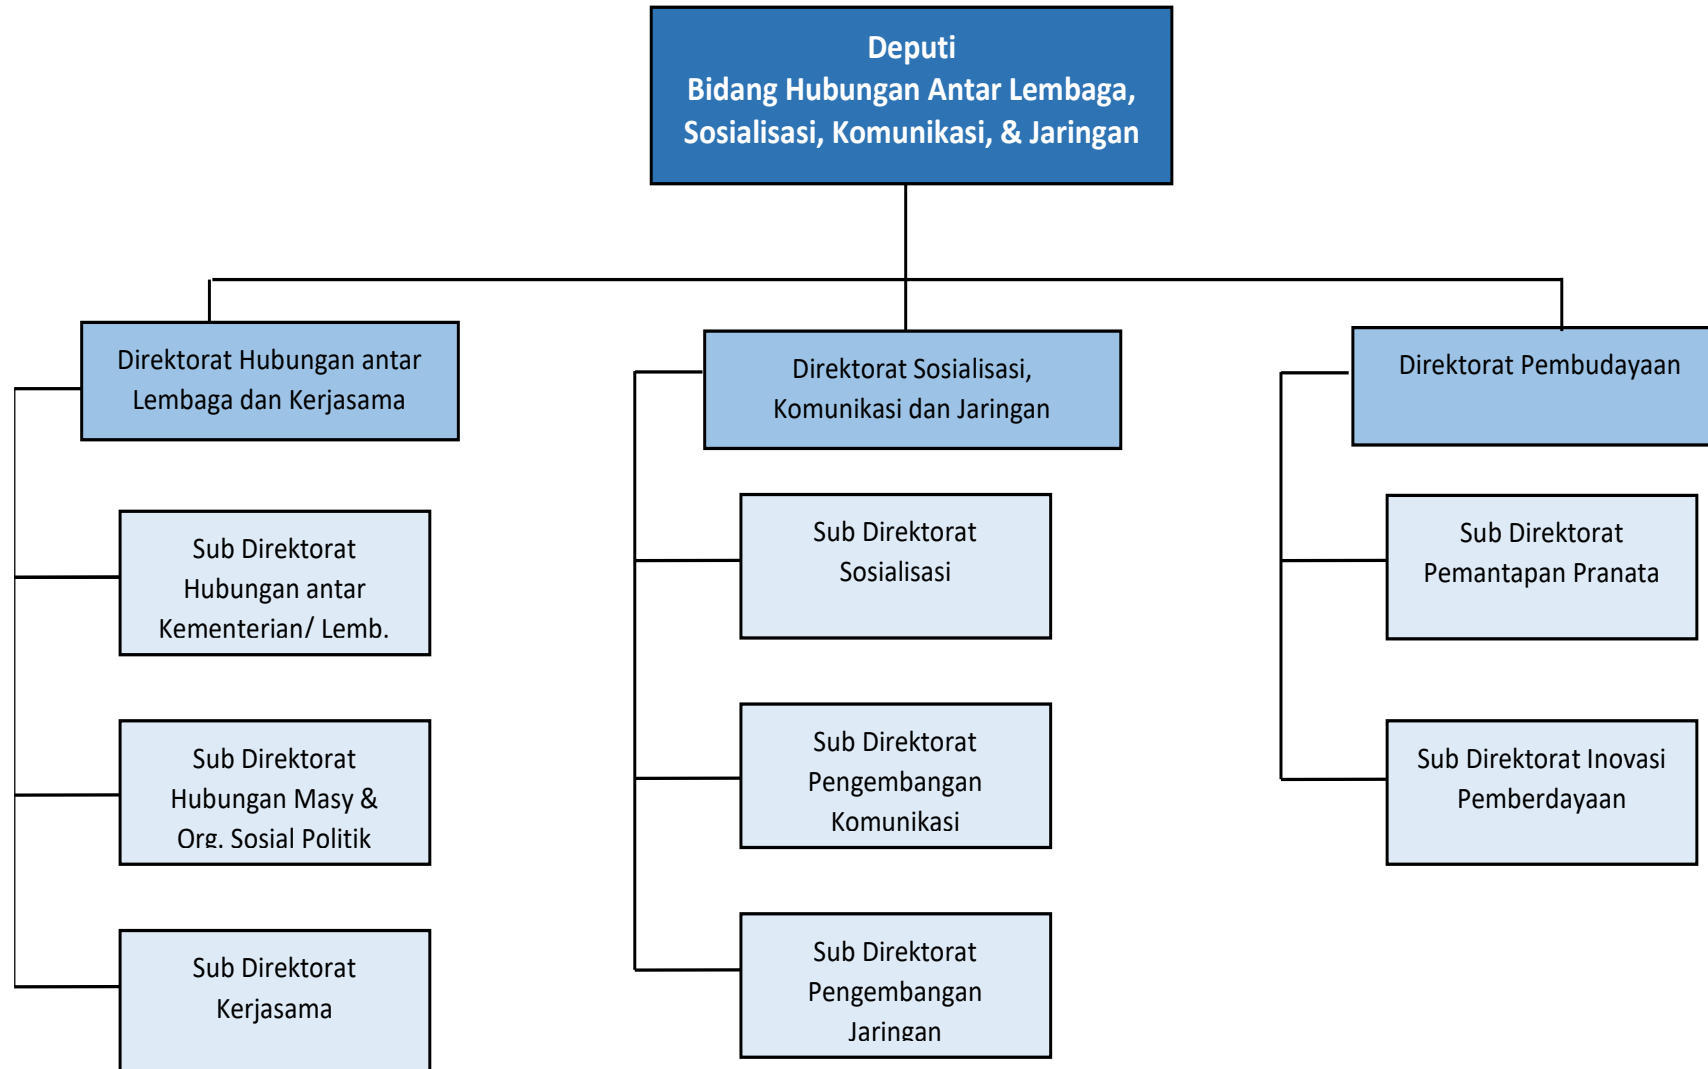 Deputi
Bidang Hubungan Antar Lembaga,
Sosialisasi, Komunikasi, & Jaringan
Direktorat Hubungan antar
Lembaga dan Kerjasama
Sub Direktorat
Hubungan antar
Kementerian/ Lemb.
Sub Direktorat
Hubungan Masy &
Org. Sosial Politik
Sub Direktorat
Kerjasama
Direktorat Sosialisasi,
Komunikasi dan Jaringan
Sub Direktorat
Sosialisasi
Sub Direktorat
Pengembangan
Komunikasi
Sub Direktorat
Pengembangan
Jaringan
Direktorat Pembudayaan
Sub Direktorat
Pemantapan Pranata
Sub Direktorat Inovasi
Pemberdayaan